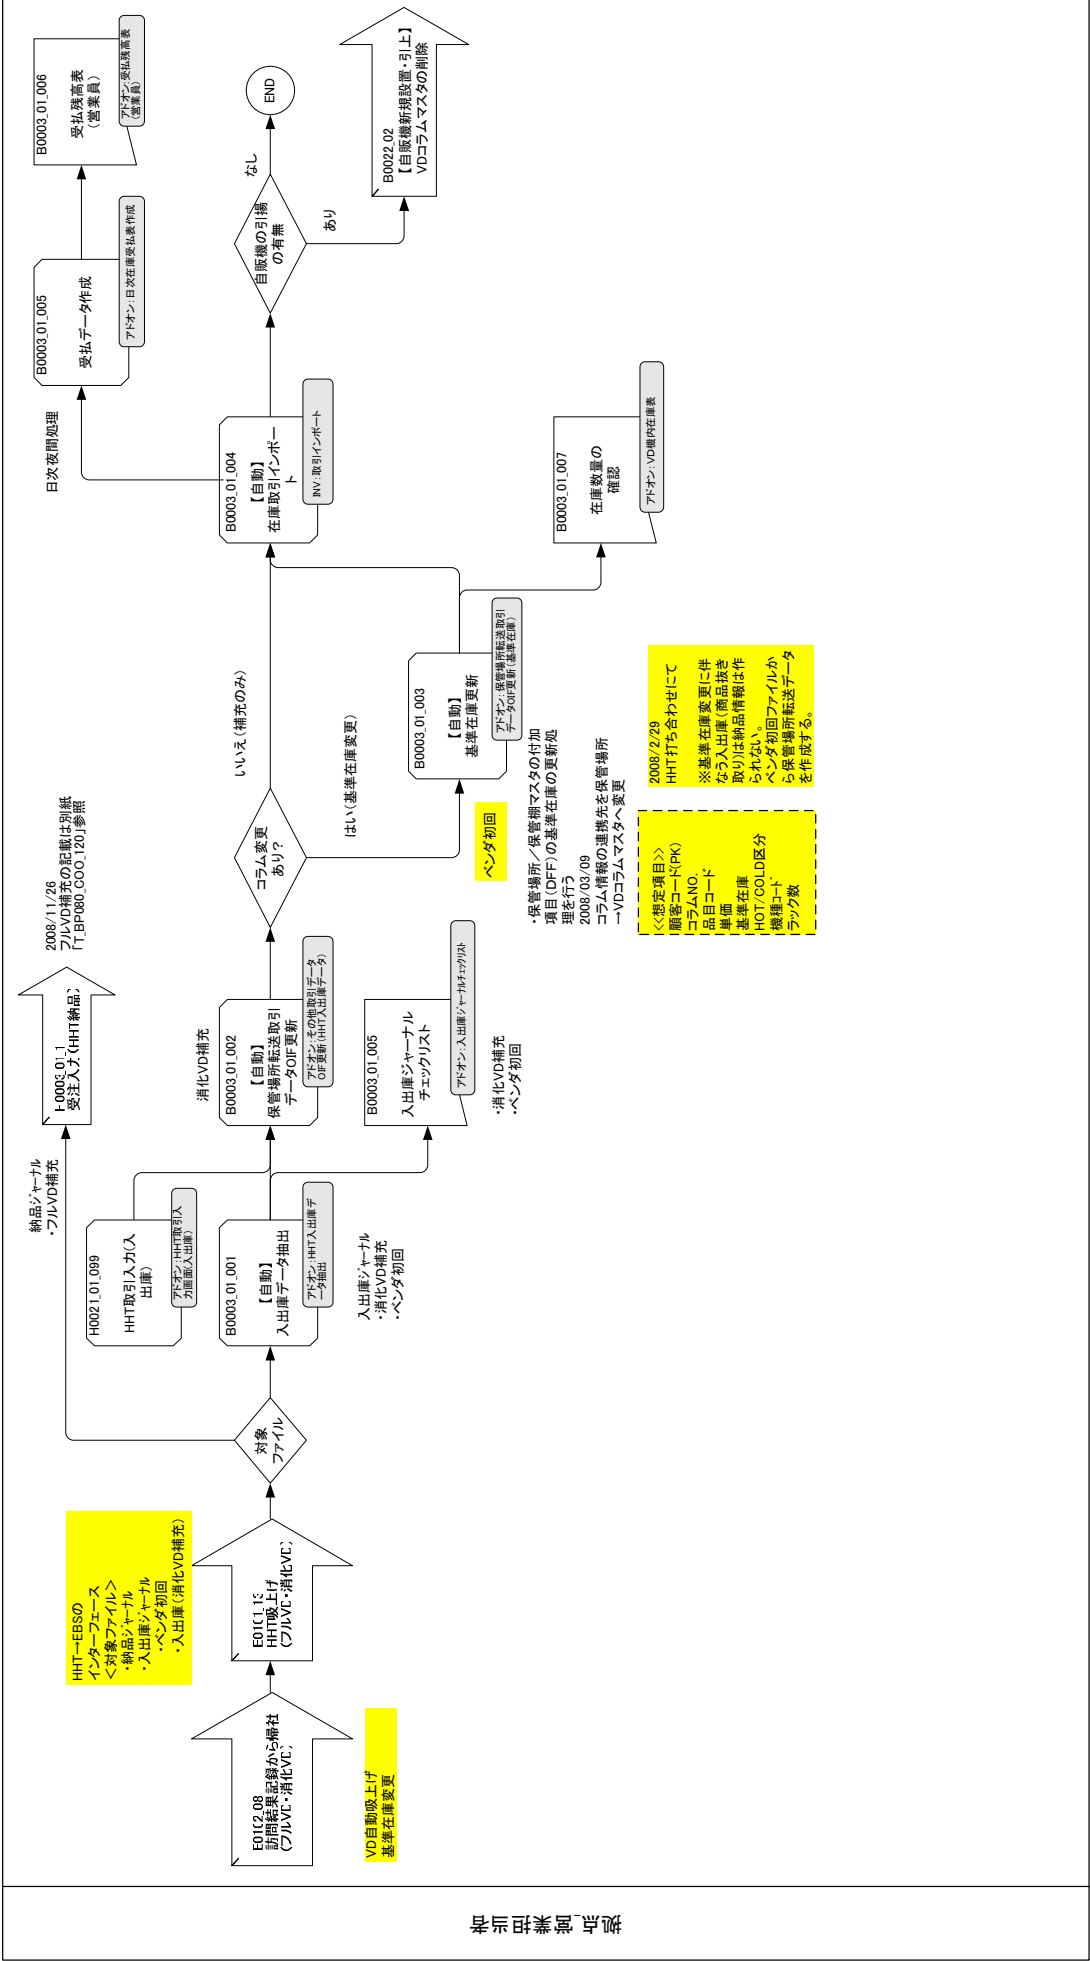 拠点_営業担当者
E0102_08
訪問結果記録から帰社
(フルVD・消化VD)
VD自動吸上げ
基準在庫変更
HHT吸上げ
(フルVD・消化VD)
HHT→EBSの
インターフェース
<対象ファイル>
・納品ジャーナル
・入出庫ジャーナル
・ベンダ初回
・入出庫(消化VD補充)
対象
ファイル
納品ジャーナル
・フルVD補充
受注入力(HHT納品)
2008/11/26
フルVD補充の記載は別紙
「T_BP080_COO_120」参照
H0021_01_099
HHT取引入力(入
出庫)
アドオン:HHT取引入
力画面(入出庫)
B0003_01_001
【自動】
入出庫データ抽出
アドオン:HHT入出庫デ
ータ抽出
入出庫ジャーナル
・消化VD補充
・ベンダ初回
消化VD補充
B0003_01_002
【自動】
保管場所転送取引
データOIF更新
アドオン:その他取引データ
OIF更新(HHT入出庫データ)
B0003_01_005
入出庫ジャーナル
チェックリスト
アドオン:入出庫ジャーナルチェックリスト
・消化VD補充
・ベンダ初回
コラム変更
あり?
いいえ(補充のみ)
はい(基準在庫変更)
ベンダ初回
B0003_01_003
【自動】
基準在庫更新
アドオン:保管場所転送取引
データOIF更新(基準在庫)
・保管場所/保管棚マスタの付加
項目(DFF)の基準在庫の更新処
理を行う
2008/03/09
コラム情報の連携先を保管場所
→VDコラムマスタへ変更
<<想定項目>>
顧客コード(PK)
コラムNO.
品目コード
単価
基準在庫
HOT/COLD区分
機種コード
ラック数
2008/2/29
HHT打ち合わせにて
※基準在庫変更に伴
なう入出庫(商品抜き
取り)は納品情報は作
られない。
ベンダ初回ファイルか
ら保管場所転送データ
を作成する。
B0003_01_004
【自動】
在庫取引インポー
ト
INV:取引インポート
B0003_01_007
在庫数量の
確認
アドオン:VD機内在庫表
日次夜間処理
B0003_01_005
受払データ作成
アドオン:日次在庫受払表作成
B0003_01_006
受払残高表
(営業員)
アドオン:受払残高表
(営業員)
自販機の引揚
の有無
なし
あり
END
B0022_02
【自販機新規設置・引上】
VDコラムマスタの削除